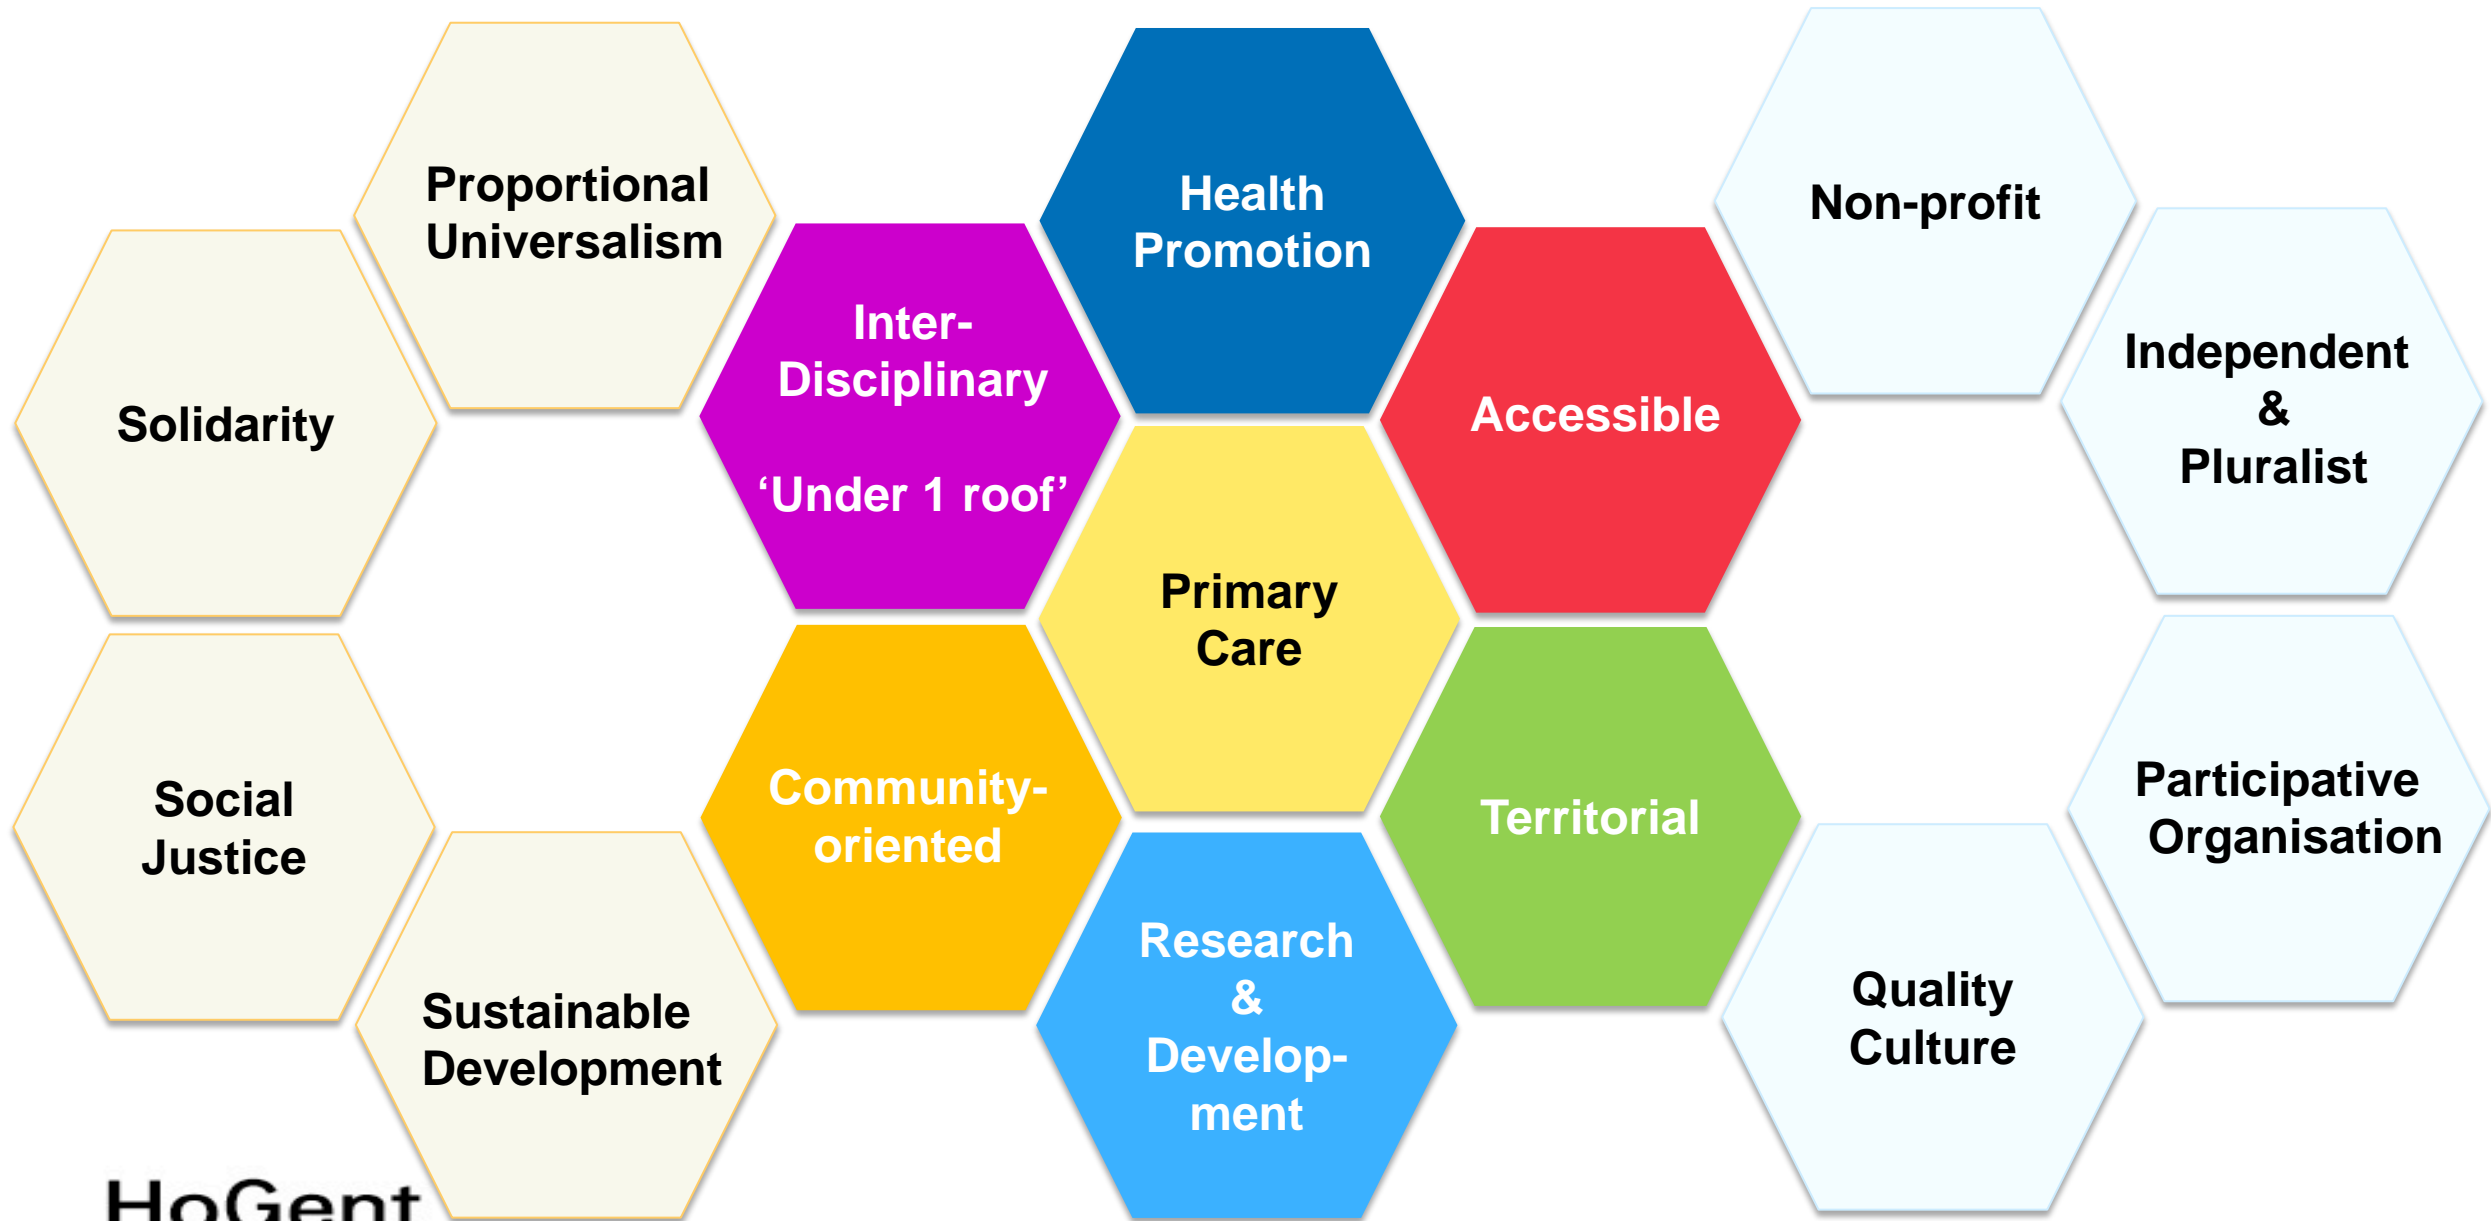 Proportional
Universalism
Solidarity
Social
Justice
Sustainable
Development
Inter-
Disciplinary
‘Under 1 roof’
Health
Promotion
Accessible
Primary
Care
Community-
oriented
Territorial
Research
&
Develop-
ment
Non-profit
Independent
&
Pluralist
Participative
Organisation
Quality
Culture
HoGent